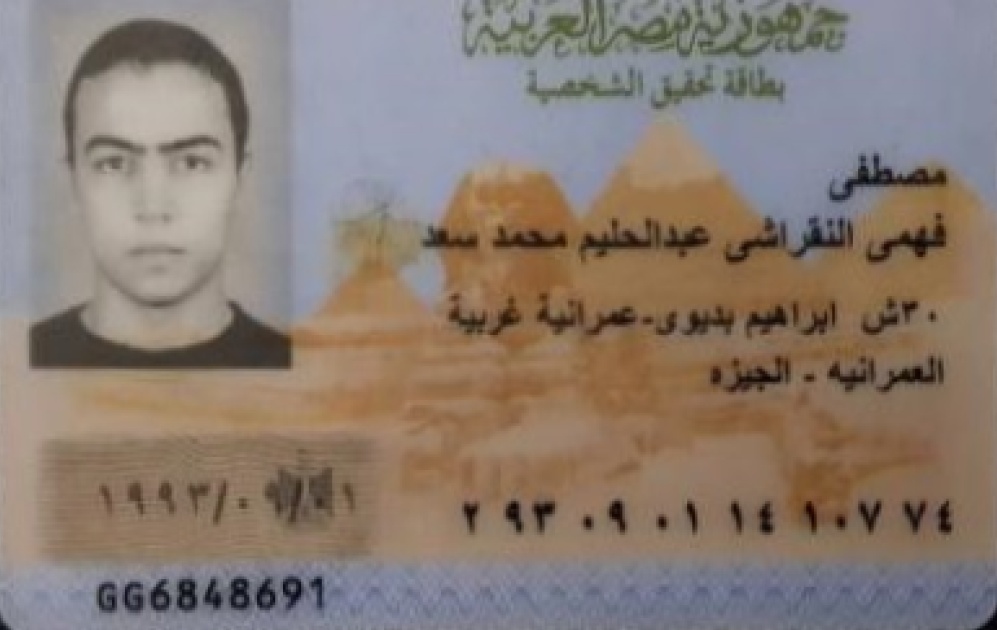 جمهورية مصر العربية
بطاقة تحقيق الشخصية
مصطفى
فهمى النقراشى عبدالحليم محمد سعد
٣٠ش ابراهيم بديوى-عمرانية غربية
العمرانيه - الجيزه
٢ ٩٣ ٠٩ ٠١ ١٤ ١٠٧ ٧٤
١٩٩٣/٠٩
GG6848691